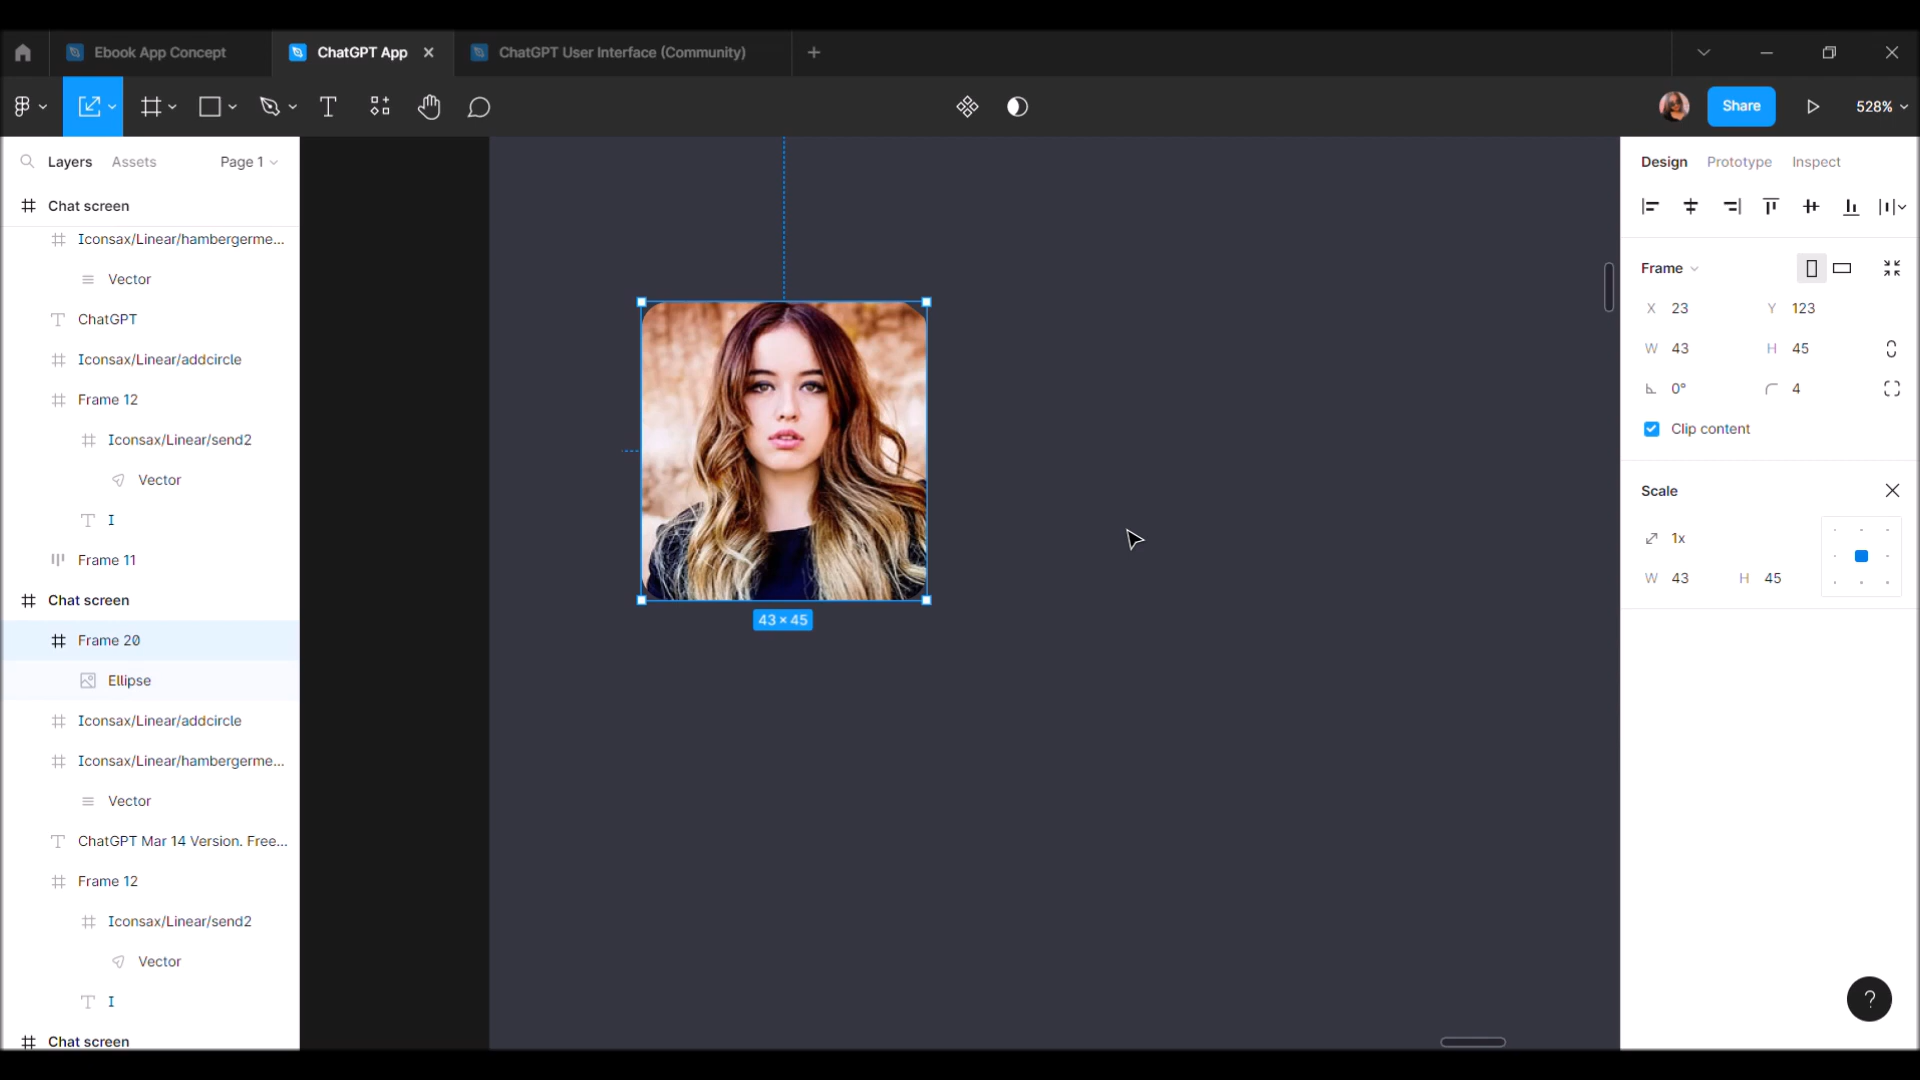 Ebook App Concept
ChatGPT App
ChatGPT User Interface (Community)
Share
528%
Layers
Assets
Page 1
Chat screen
Iconsax/Linear/hambergerme...
Vector
ChatGPT
Iconsax/Linear/addcircle
Frame 12
Iconsax/Linear/send2
Vector
I
Frame 11
Chat screen
Frame 20
Ellipse
Iconsax/Linear/addcircle
Iconsax/Linear/hambergerme...
Vector
ChatGPT Mar 14 Version. Free...
Frame 12
Iconsax/Linear/send2
Vector
I
Chat screen
43 × 45
Design
Prototype
Inspect
Frame
X 23
Y 123
W 43
H 45
0°
4
Clip content
Scale
1x
W 43
H 45
?